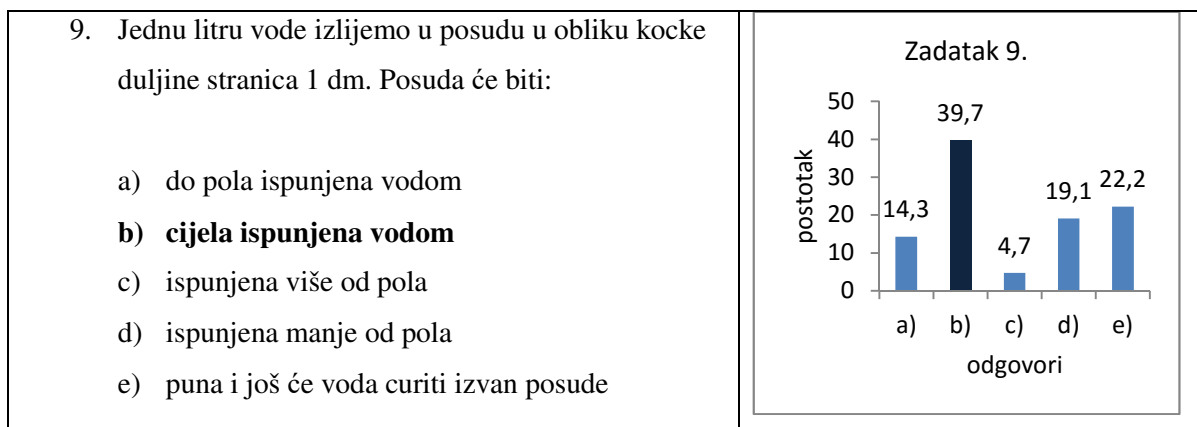 9. Jednu litru vode izlijemo u posudu u obliku kocke
duljine stranica 1 dm. Posuda će biti:
a) do pola ispunjena vodom
b) cijela ispunjena vodom
c) ispunjena više od pola
d) ispunjena manje od pola
e) puna i još će voda curiti izvan posude
Zadatak 9.
postotak
50
40
30
20
10
0
14,3
39,7
4,7
19,1
22,2
a) b) c) d) e)
odgovori